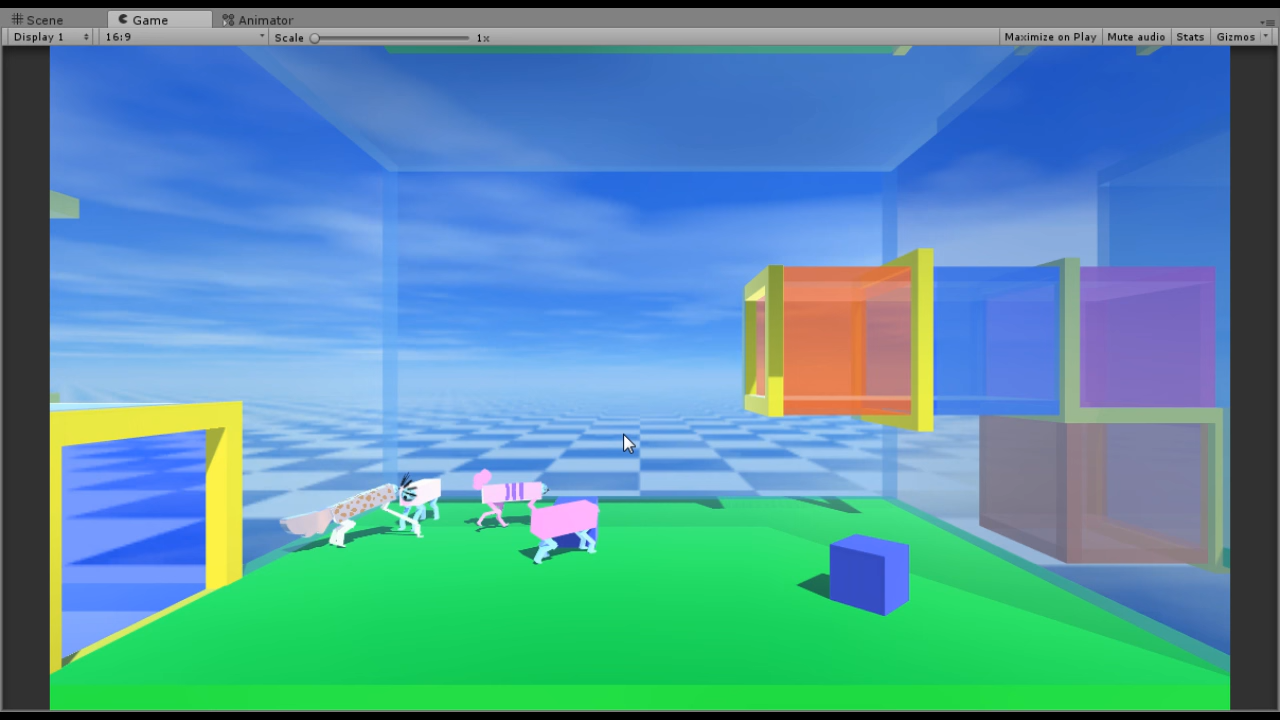 Scene Game Animator
Display 1 16:9 Scale 1x Maximize on Play Mute audio Stats Gizmos